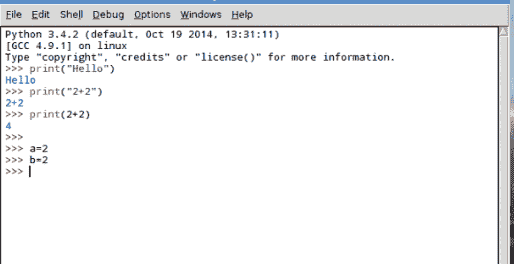 File Edit Shell Debug Options Windows Help
Python 3.4.2 (default, Oct 19 2014, 13:31:11)
[GCC 4.9.1] on linux
Type "copyright", "credits" or "license()" for more information.
>>> print("Hello")
Hello
>>> print("2+2")
2+2
>>> print(2+2)
4
>>>
>>> a=2
>>> b=2
>>>